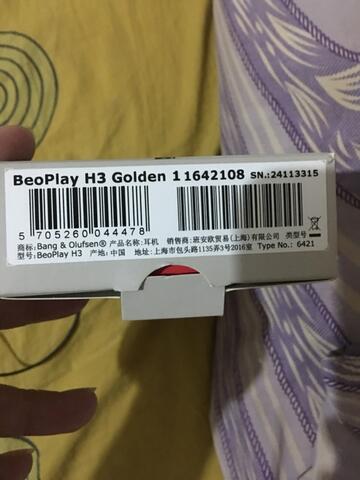 BeoPlay H3 Golden 1 1642108 SN.:24113315
5 705260 044478
商标:Bang & Olufsen® 产品名称:耳机 销售商:班安欧贸易(上海)有限公司 类型号
型号:BeoPlay H3 产地:中国 地址:上海市包头路1135弄3号2016室 Type No.: 6421